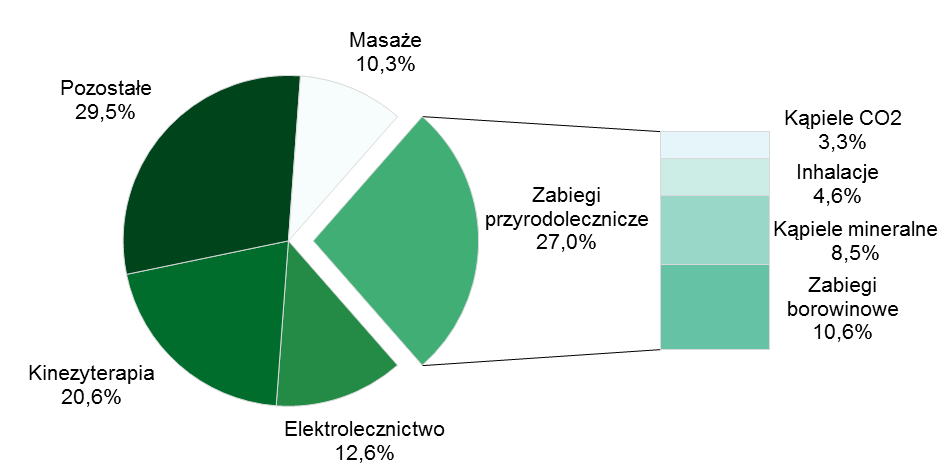 Masaże
10,3%
Pozostałe
29,5%
Zabiegi
przyrodolecznicze
27,0%
Kinezyterapia
20,6%
Elektrolecznictwo
12,6%
Kąpiele CO2
3,3%
Inhalacje
4,6%
Kąpiele mineralne
8,5%
Zabiegi
borowinowe
10,6%